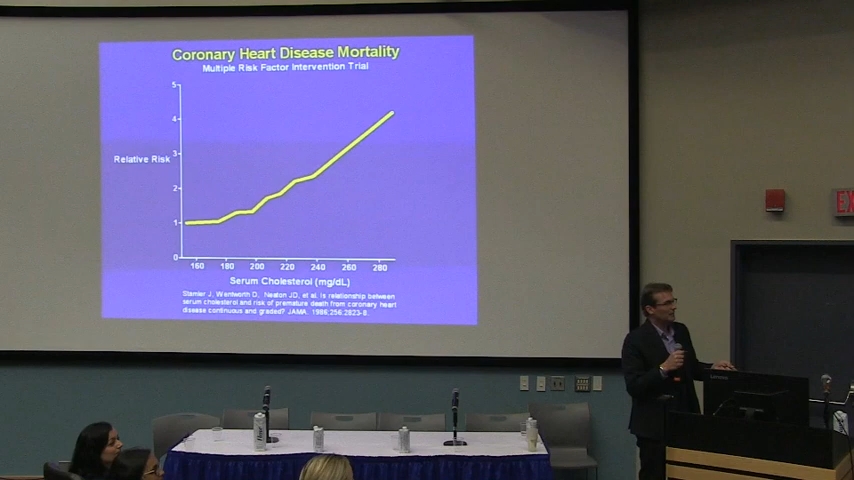 Coronary Heart Disease Mortality
Multiple Risk Factor Intervention Trial
5
4
3
Relative Risk
2
1
0
160 180 200 220 240 260 280
Serum Cholesterol (mg/dL)
Stamler J, Wentworth D, Neaton JD, et al. Is relationship between
serum cholesterol and risk of premature death from coronary heart
disease continuous and graded? JAMA. 1986;256:2823-8.
EX